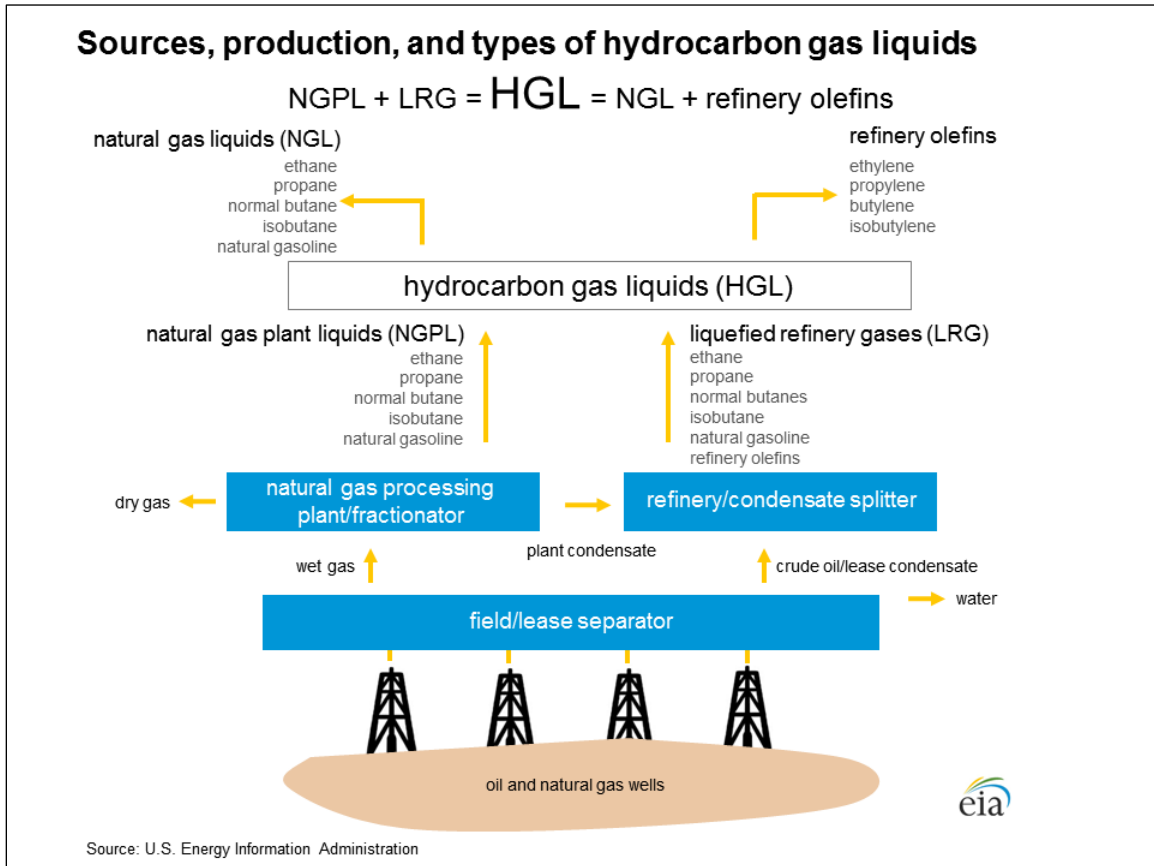 Sources, production, and types of hydrocarbon gas liquids
NGPL + LRG = HGL = NGL + refinery olefins
natural gas liquids (NGL)
ethane
propane
normal butane
isobutane
natural gasoline
refinery olefins
ethylene
propylene
butylene
isobutylene
hydrocarbon gas liquids (HGL)
natural gas plant liquids (NGPL)
ethane
propane
normal butane
isobutane
natural gasoline
liquefied refinery gases (LRG)
ethane
propane
normal butanes
isobutane
natural gasoline
refinery olefins
dry gas
natural gas processing
plant/fractionator
refinery/condensate splitter
plant condensate
wet gas
crude oil/lease condensate
water
field/lease separator
oil and natural gas wells
eia
Source: U.S. Energy Information Administration